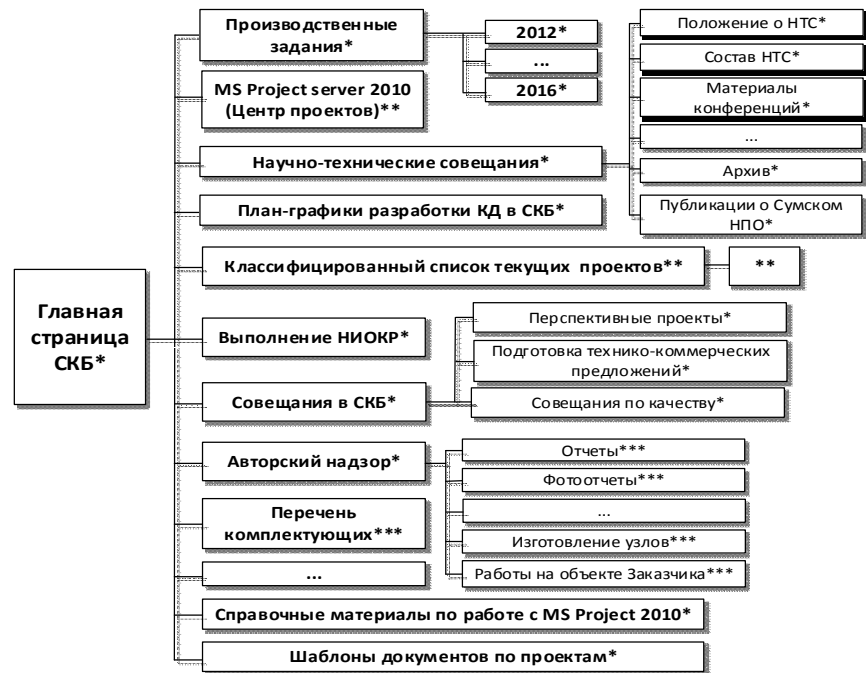 Главная
страница
СКБ*
Производственные
задания*
2012*
...
2016*
MS Project server 2010
(Центр проектов)**
Научно-технические совещания*
Положение о НТС*
Состав НТС*
Материалы
конференций*
...
Архив*
Публикации о Сумском
НПО*
План-графики разработки КД в СКБ*
Классифицированный список текущих проектов**
**
Выполнение НИОКР*
Совещания в СКБ*
Перспективные проекты*
Подготовка технико-коммерческих
предложений*
Совещания по качеству*
Авторский надзор*
Отчеты***
Фотоотчеты***
...
Изготовление узлов***
Работы на объекте Заказчика***
Перечень
комплектующих***
...
Справочные материалы по работе с MS Project 2010*
Шаблоны документов по проектам*